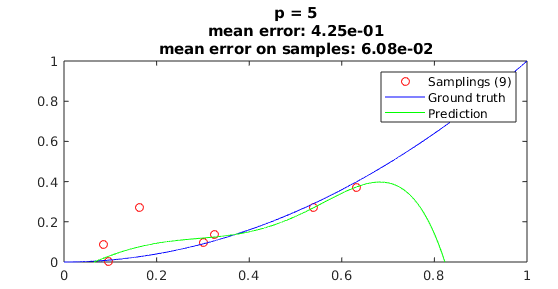 p = 5
mean error: 4.25e-01
mean error on samples: 6.08e-02
1
0.8
0.6
0.4
0.2
0
0
0.2
0.4
0.6
0.8
1
Samplings (9)
Ground truth
Prediction